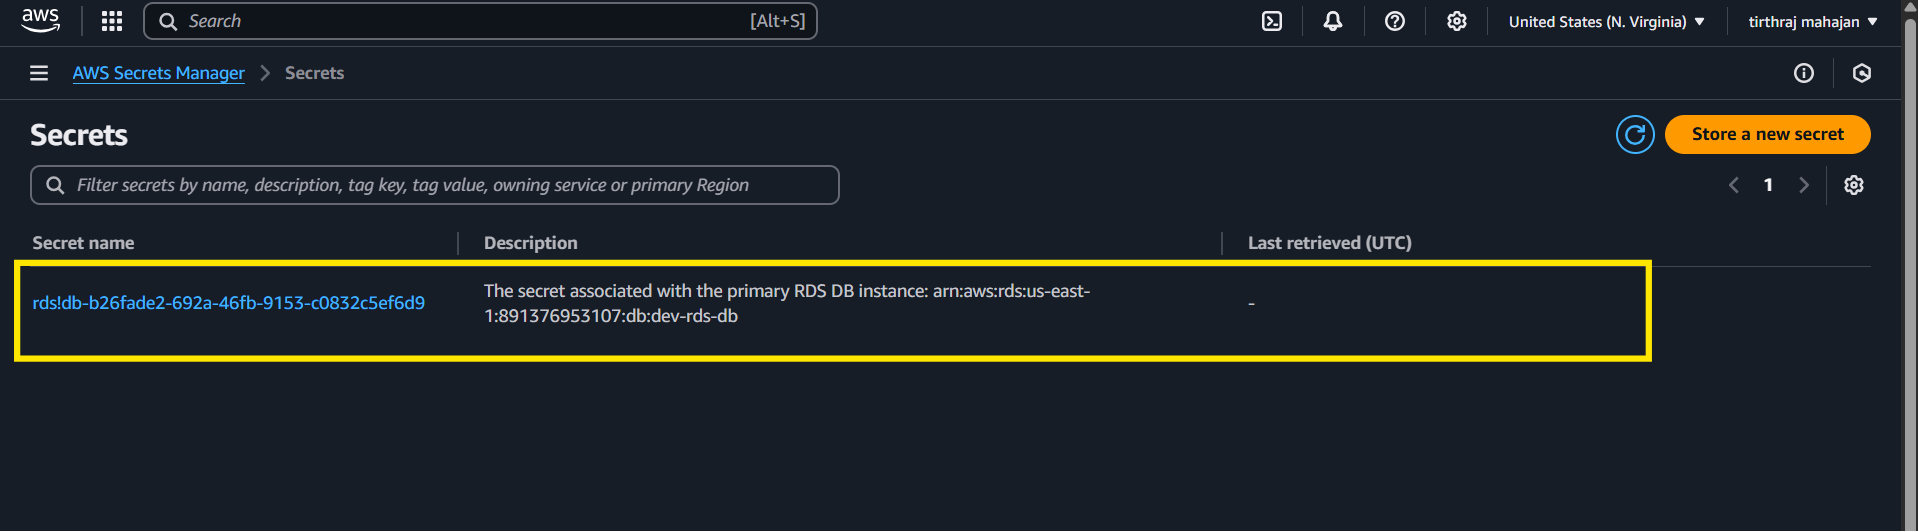 aws
Search [Alt+S] United States (N. Virginia) tirthraj mahajan
AWS Secrets Manager Secrets
Secrets
Store a new secret
Filter secrets by name, description, tag key, tag value, owning service or primary Region
1
Secret name Description Last retrieved (UTC)
The secret associated with the primary RDS DB instance: arn:aws:rds:us-east-
rds!db-b26fade2-692a-46fb-9153-c0832c5ef6d9 -
1:891376953107:db:dev-rds-db